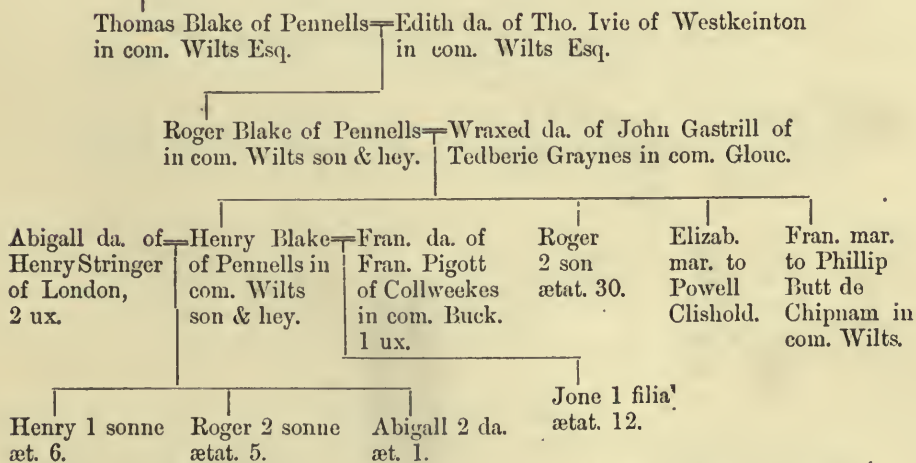 Thomas Blake of Pennells=Edith da. of Tho. Ivie of Westkeinton
in com. Wilts Esq. in com. Wilts Esq.
Roger Blake of Pennells=Wraxed da. of John Gastrill of
in com. Wilts son & hey. Tedberie Graynes in com. Glouc.
Abigall da. of=
Henry Stringer
of London,
2 ux.
Henry Blake=
of Pennells in
com. Wilts
son & hey.
Fran. da. of
Fran. Pigott
of Collweekes
in com. Buck.
1 ux.
Roger
2 son
ætat. 30.
Elizab.
mar. to
Powell
Clishold.
Fran. mar.
to Phillip
Butt de
Chipnam in
com. Wilts.
Henry 1 sonne
æt. 6.
Roger 2 sonne
ætat. 5.
Abigall 2 da.
æt. 1.
Jone 1 filia
ætat. 12.